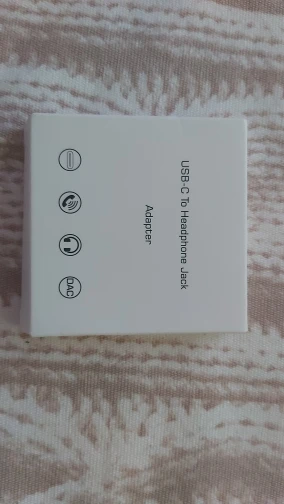 USB-C To Headphone Jack
Adapter
DAC